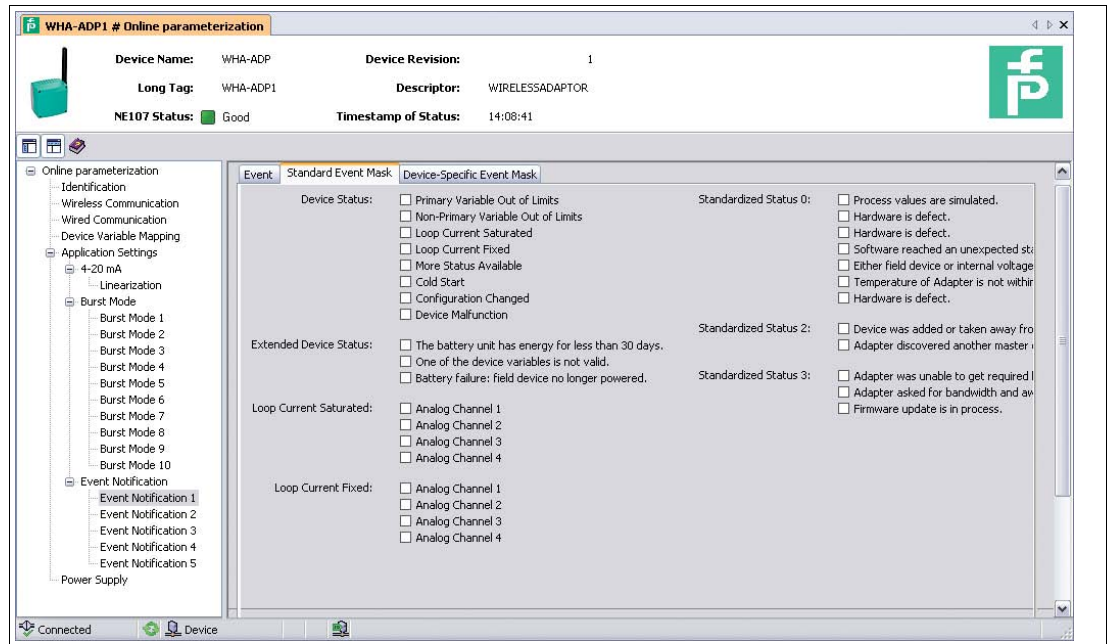 WHA-ADP1 # Online parameterization
Device Name: WHA-ADP Device Revision: 1
Long Tag: WHA-ADP1 Descriptor: WIRELESSADAPTOR
NE107 Status: Good Timestamp of Status: 14:08:41
Online parameterization
Identification
Wireless Communication
Wired Communication
Device Variable Mapping
Application Settings
4-20 mA
Linearization
Burst Mode
Burst Mode 1
Burst Mode 2
Burst Mode 3
Burst Mode 4
Burst Mode 5
Burst Mode 6
Burst Mode 7
Burst Mode 8
Burst Mode 9
Burst Mode 10
Event Notification
Event Notification 1
Event Notification 2
Event Notification 3
Event Notification 4
Event Notification 5
Power Supply
Event Standard Event Mask Device-Specific Event Mask
Device Status:
Primary Variable Out of Limits
Non-Primary Variable Out of Limits
Loop Current Saturated
Loop Current Fixed
More Status Available
Cold Start
Configuration Changed
Device Malfunction
Extended Device Status:
The battery unit has energy for less than 30 days.
One of the device variables is not valid.
Battery failure: field device no longer powered.
Loop Current Saturated:
Analog Channel 1
Analog Channel 2
Analog Channel 3
Analog Channel 4
Loop Current Fixed:
Analog Channel 1
Analog Channel 2
Analog Channel 3
Analog Channel 4
Standardized Status 0:
Process values are simulated.
Hardware is defect.
Hardware is defect.
Software reached an unexpected sta
Either field device or internal voltage
Temperature of Adapter is not within
Hardware is defect.
Standardized Status 2:
Device was added or taken away fro
Adapter discovered another master
Standardized Status 3:
Adapter was unable to get required
Adapter asked for bandwidth and aw
Firmware update is in process.
Connected Device